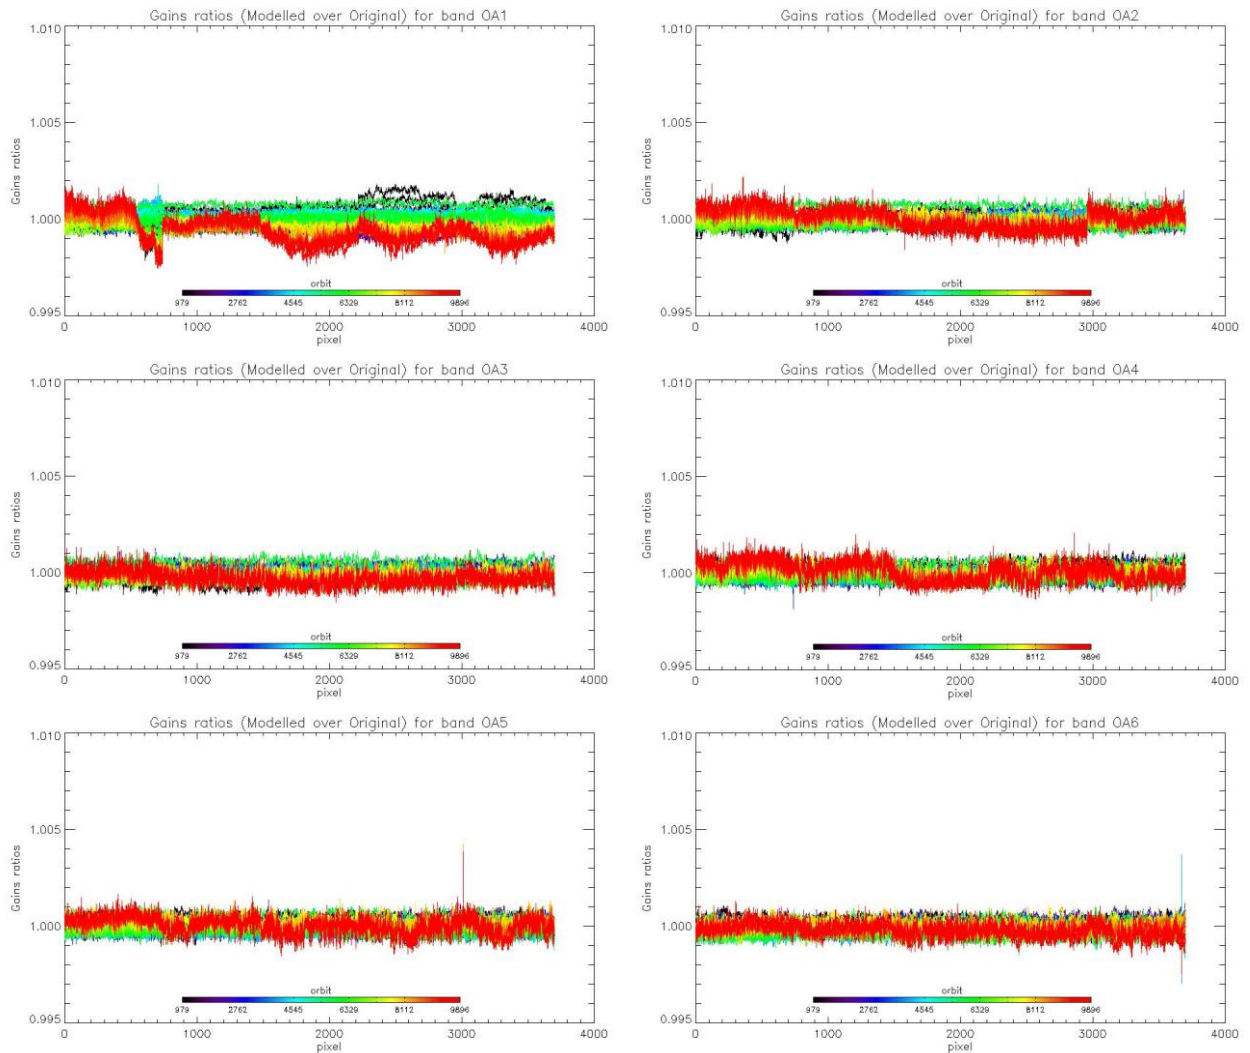 Gains ratios (Modelled over Original) for band OA1
1.010
1.005
1.000
0.995
Gains ratios
orbit
979 2762 4545 6329 8112 9896
0 1000 2000 3000 4000
pixel
Gains ratios (Modelled over Original) for band OA2
1.010
1.005
1.000
0.995
Gains ratios
orbit
979 2762 4545 6329 8112 9896
0 1000 2000 3000 4000
pixel
Gains ratios (Modelled over Original) for band OA3
1.010
1.005
1.000
0.995
Gains ratios
orbit
979 2762 4545 6329 8112 9896
0 1000 2000 3000 4000
pixel
Gains ratios (Modelled over Original) for band OA4
1.010
1.005
1.000
0.995
Gains ratios
orbit
979 2762 4545 6329 8112 9896
0 1000 2000 3000 4000
pixel
Gains ratios (Modelled over Original) for band OA5
1.010
1.005
1.000
0.995
Gains ratios
orbit
979 2762 4545 6329 8112 9896
0 1000 2000 3000 4000
pixel
Gains ratios (Modelled over Original) for band OA6
1.010
1.005
1.000
0.995
Gains ratios
orbit
979 2762 4545 6329 8112 9896
0 1000 2000 3000 4000
pixel